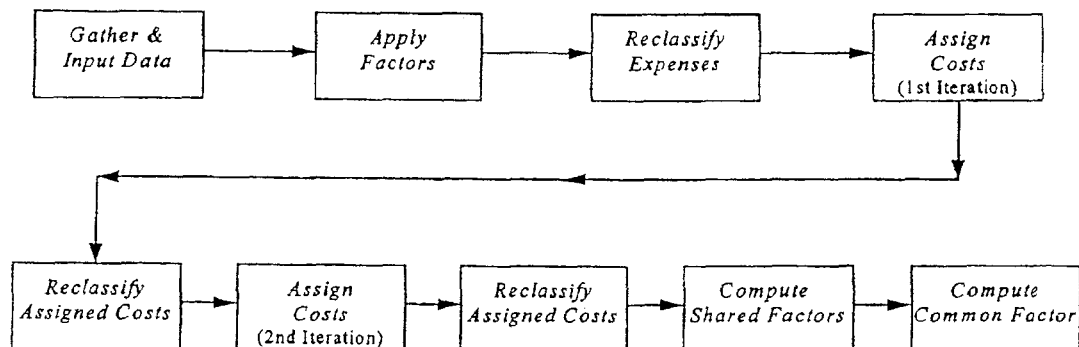 Gather &
Input Data
Apply
Factors
Reclassify
Expenses
Assign
Costs
(1st Iteration)
Reclassify
Assigned Costs
Assign
Costs
(2nd Iteration)
Reclassify
Assigned Costs
Compute
Shared Factors
Compute
Common Factor